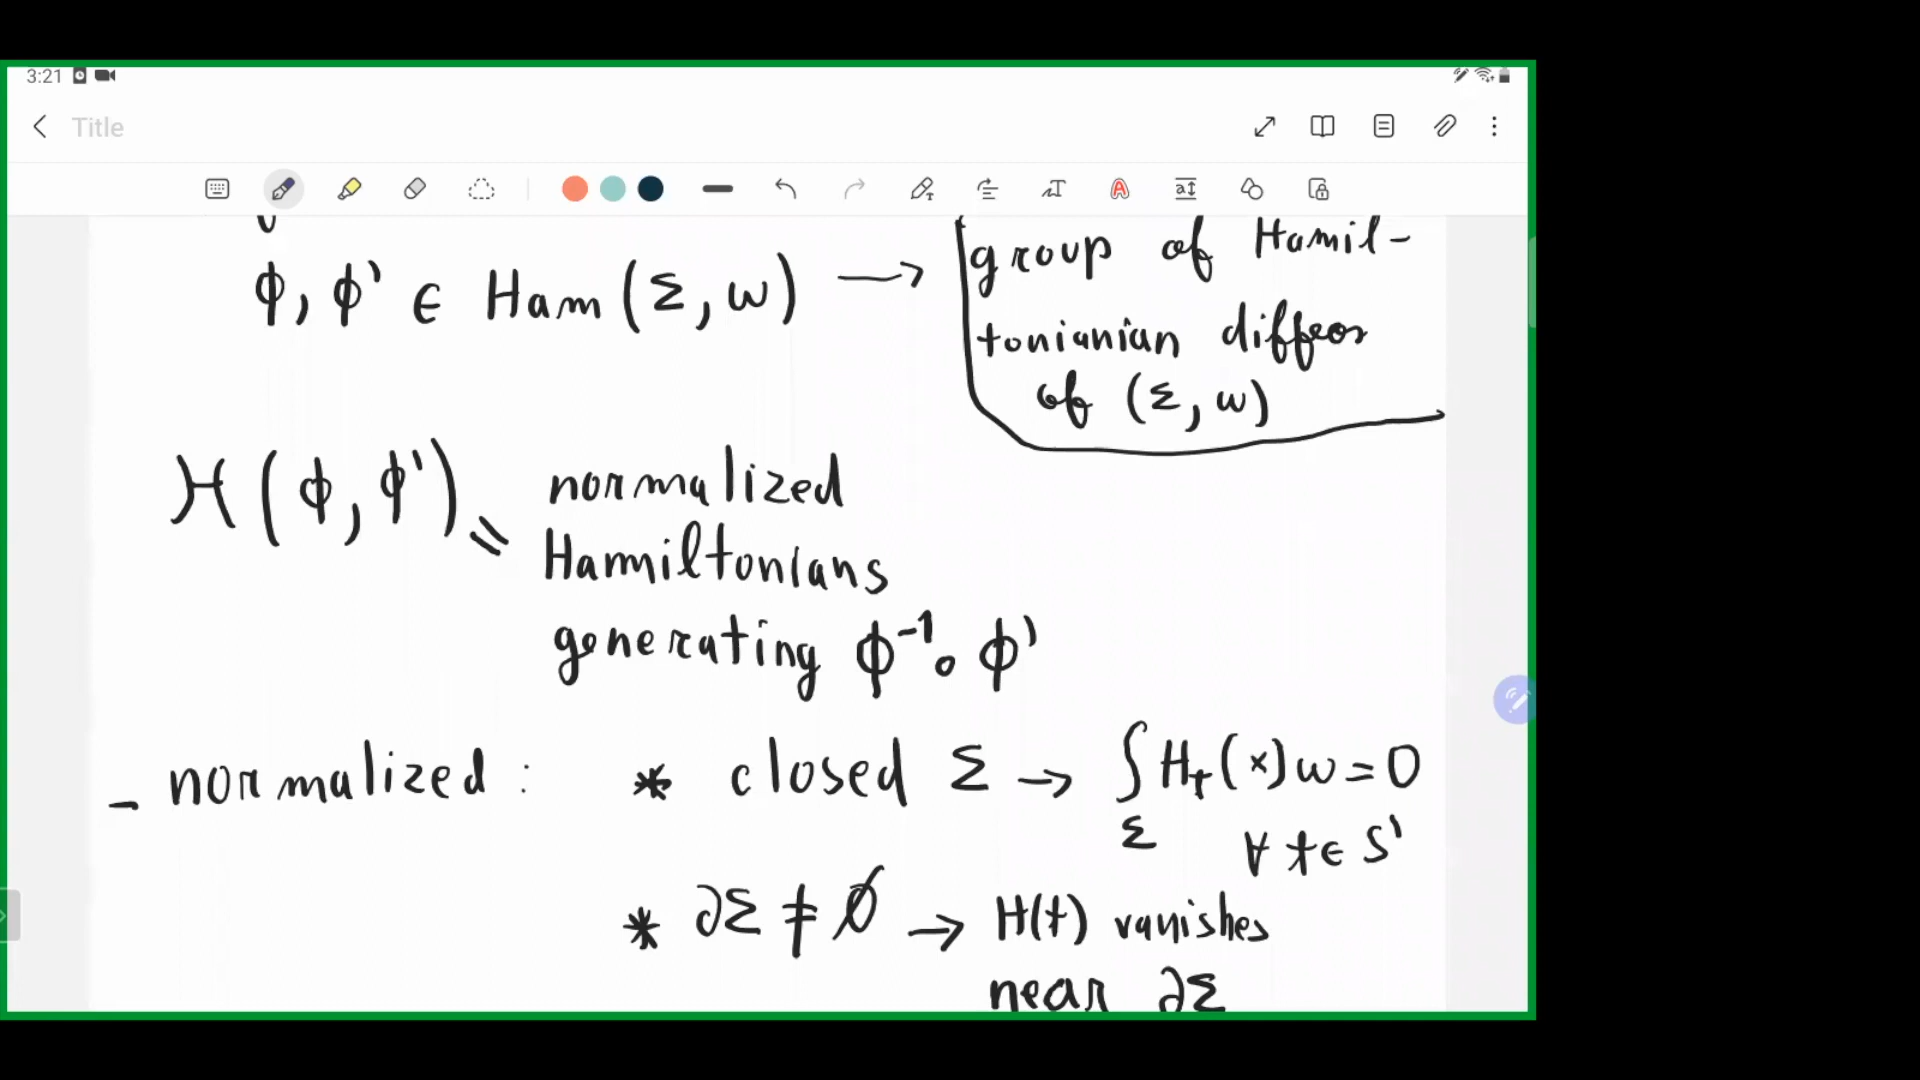 3:21
Title
ϕ, ϕ' ∈ Ham (Σ, ω) → group of Hamil-
tonianian diffeos
of (Σ, ω)
H (ϕ, ϕ') = normalized
Hamiltonians
generating ϕ⁻¹∘ ϕ'
- normalized : * closed Σ → ∫_Σ H_t(x)ω = 0
∀ t ∈ S¹
* ∂Σ ≠ ∅ → H(t) vanishes
near ∂Σ